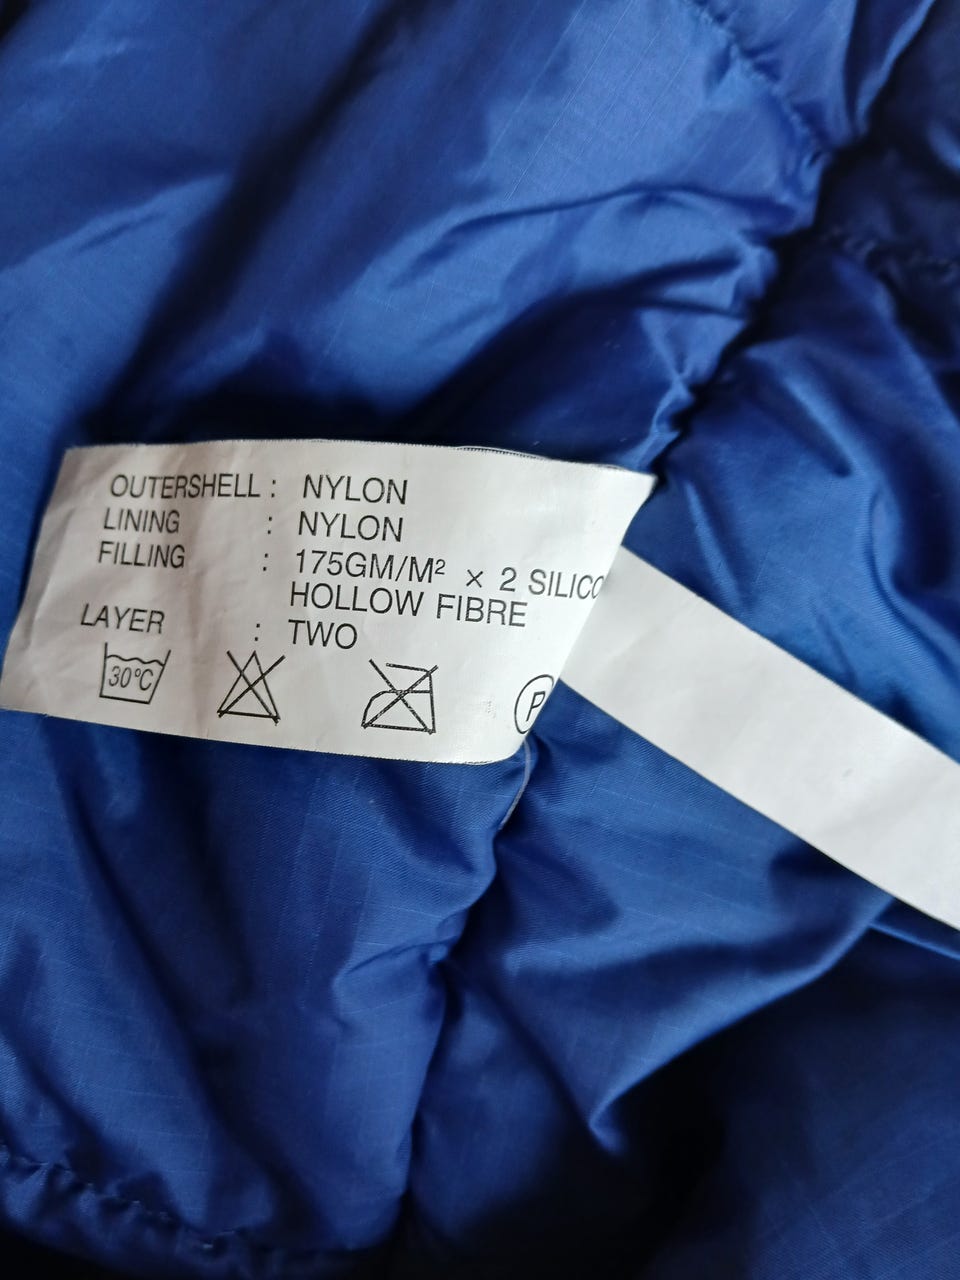 OUTERSHELL : NYLON
LINING : NYLON
FILLING : 175GM/M² × 2
HOLLOW FIBRE
LAYER : TWO
30°C
P